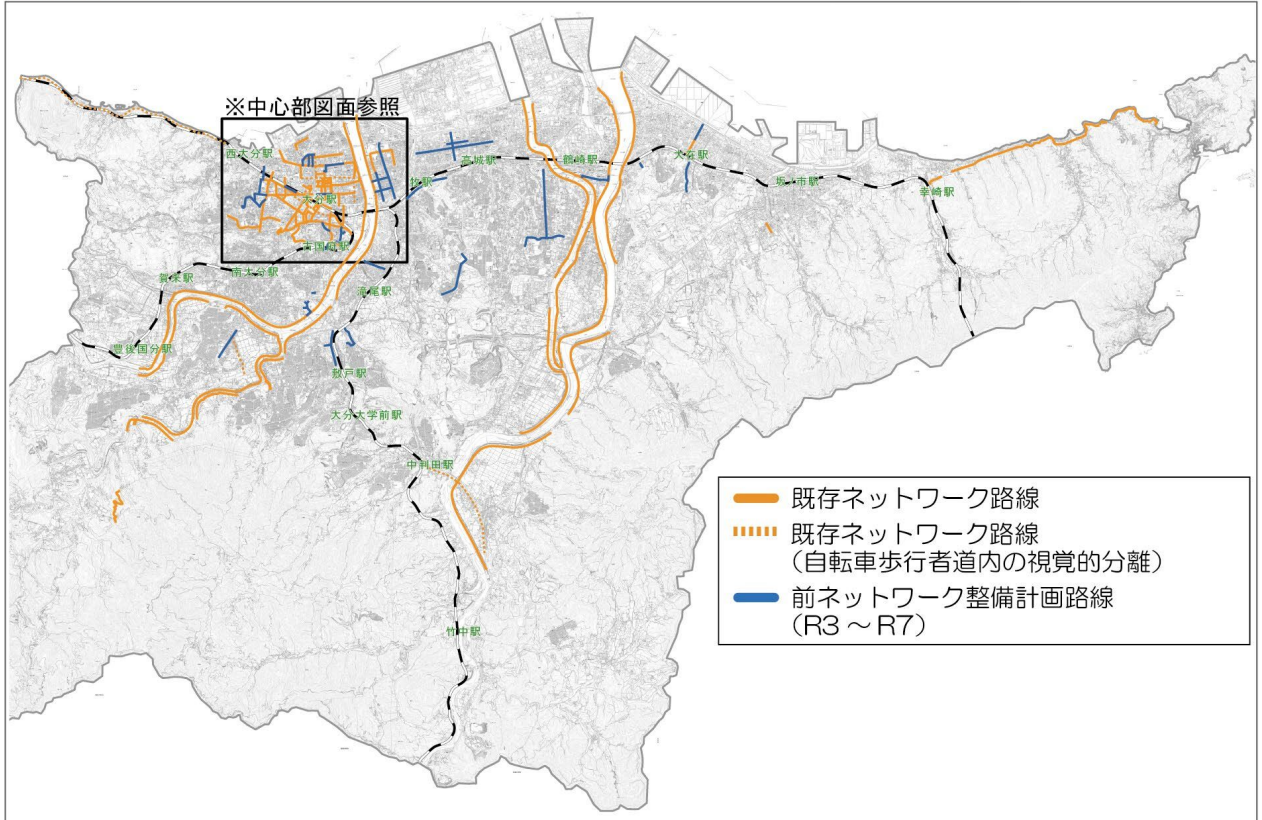 ※中心部図面参照
西大分駅
高城駅
鶴崎駅
大在駅
牧駅
坂ノ市駅
幸崎駅
大分駅
古国府駅
南大分駅
賀来駅
滝尾駅
豊後国分駅
敷戸駅
大分大学前駅
中判田駅
竹中駅
既存ネットワーク路線
既存ネットワーク路線
(自転車歩行者道内の視覚的分離)
前ネットワーク整備計画路線
(R3～R7)